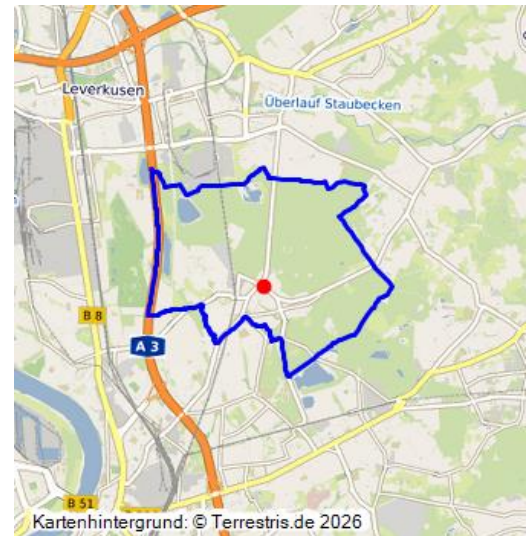 Leverkusen
Überlauf Staubecken
B 8
A 3
B 51
Kartenhintergrund: © Terrestris.de 2026